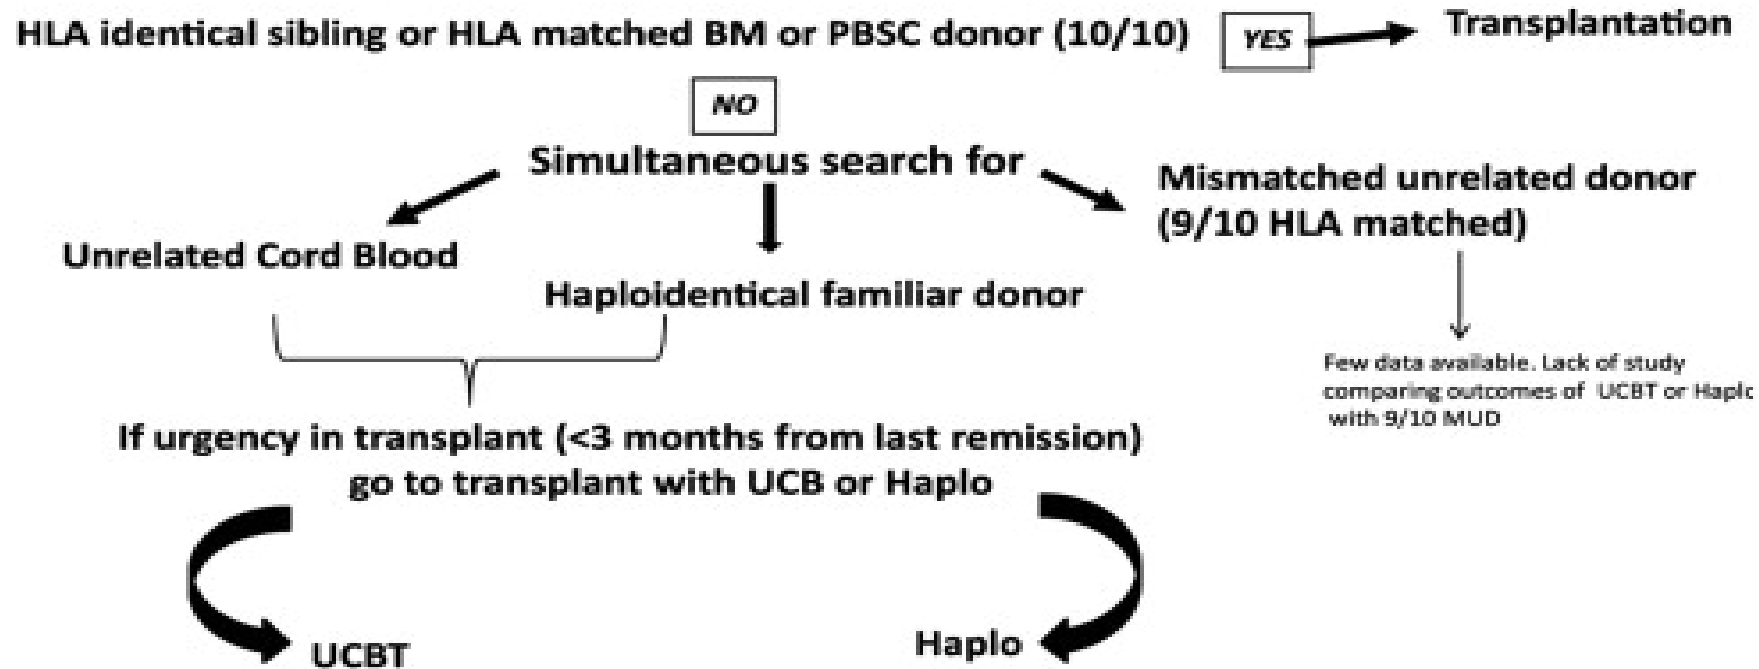 HLA identical sibling or HLA matched BM or PBSC donor (10/10)
YES
Transplantation
NO
Simultaneous search for
Unrelated Cord Blood
Haploidentical familiar donor
Mismatched unrelated donor
(9/10 HLA matched)
Few data available. Lack of study
comparing outcomes of UCBT or Haplo
with 9/10 MUD
If urgency in transplant (<3 months from last remission)
go to transplant with UCB or Haplo
UCBT
Haplo